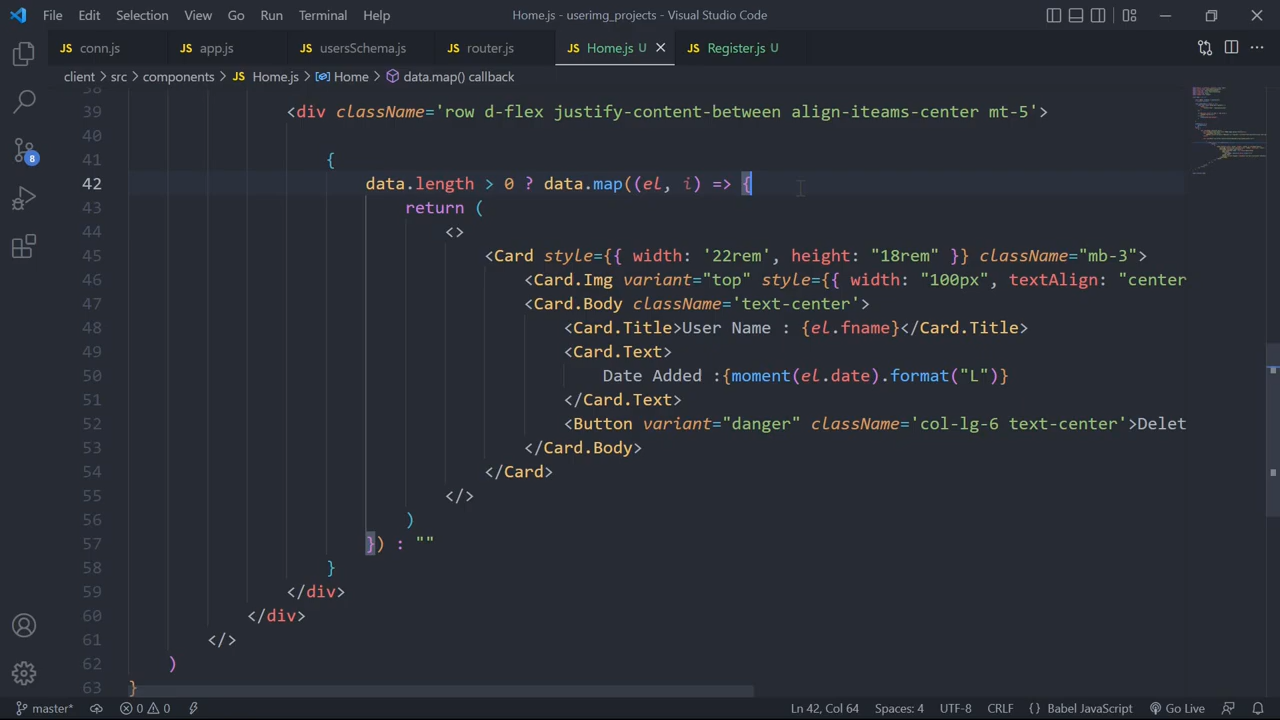 File Edit Selection View Go Run Terminal Help Home.js - userimg_projects - Visual Studio Code
JS conn.js JS app.js JS usersSchema.js JS router.js JS Home.js U JS Register.js U
client > src > components > JS Home.js > Home > data.map() callback
38
39 <div className='row d-flex justify-content-between align-iteams-center mt-5'>
40
41 {
42 data.length > 0 ? data.map((el, i) => {
43 return (
44 <>
45 <Card style={{ width: '22rem', height: "18rem" }} className="mb-3">
46 <Card.Img variant="top" style={{ width: "100px", textAlign: "center
47 <Card.Body className='text-center'>
48 <Card.Title>User Name : {el.fname}</Card.Title>
49 <Card.Text>
50 Date Added :{moment(el.date).format("L")}
51 </Card.Text>
52 <Button variant="danger" className='col-lg-6 text-center'>Delet
53 </Card.Body>
54 </Card>
55 </>
56 )
57 }) : ""
58 }
59 </div>
60 </div>
61 </>
62 )
63 }
8
master* 0 0 Ln 42, Col 64 Spaces: 4 UTF-8 CRLF {} Babel JavaScript Go Live